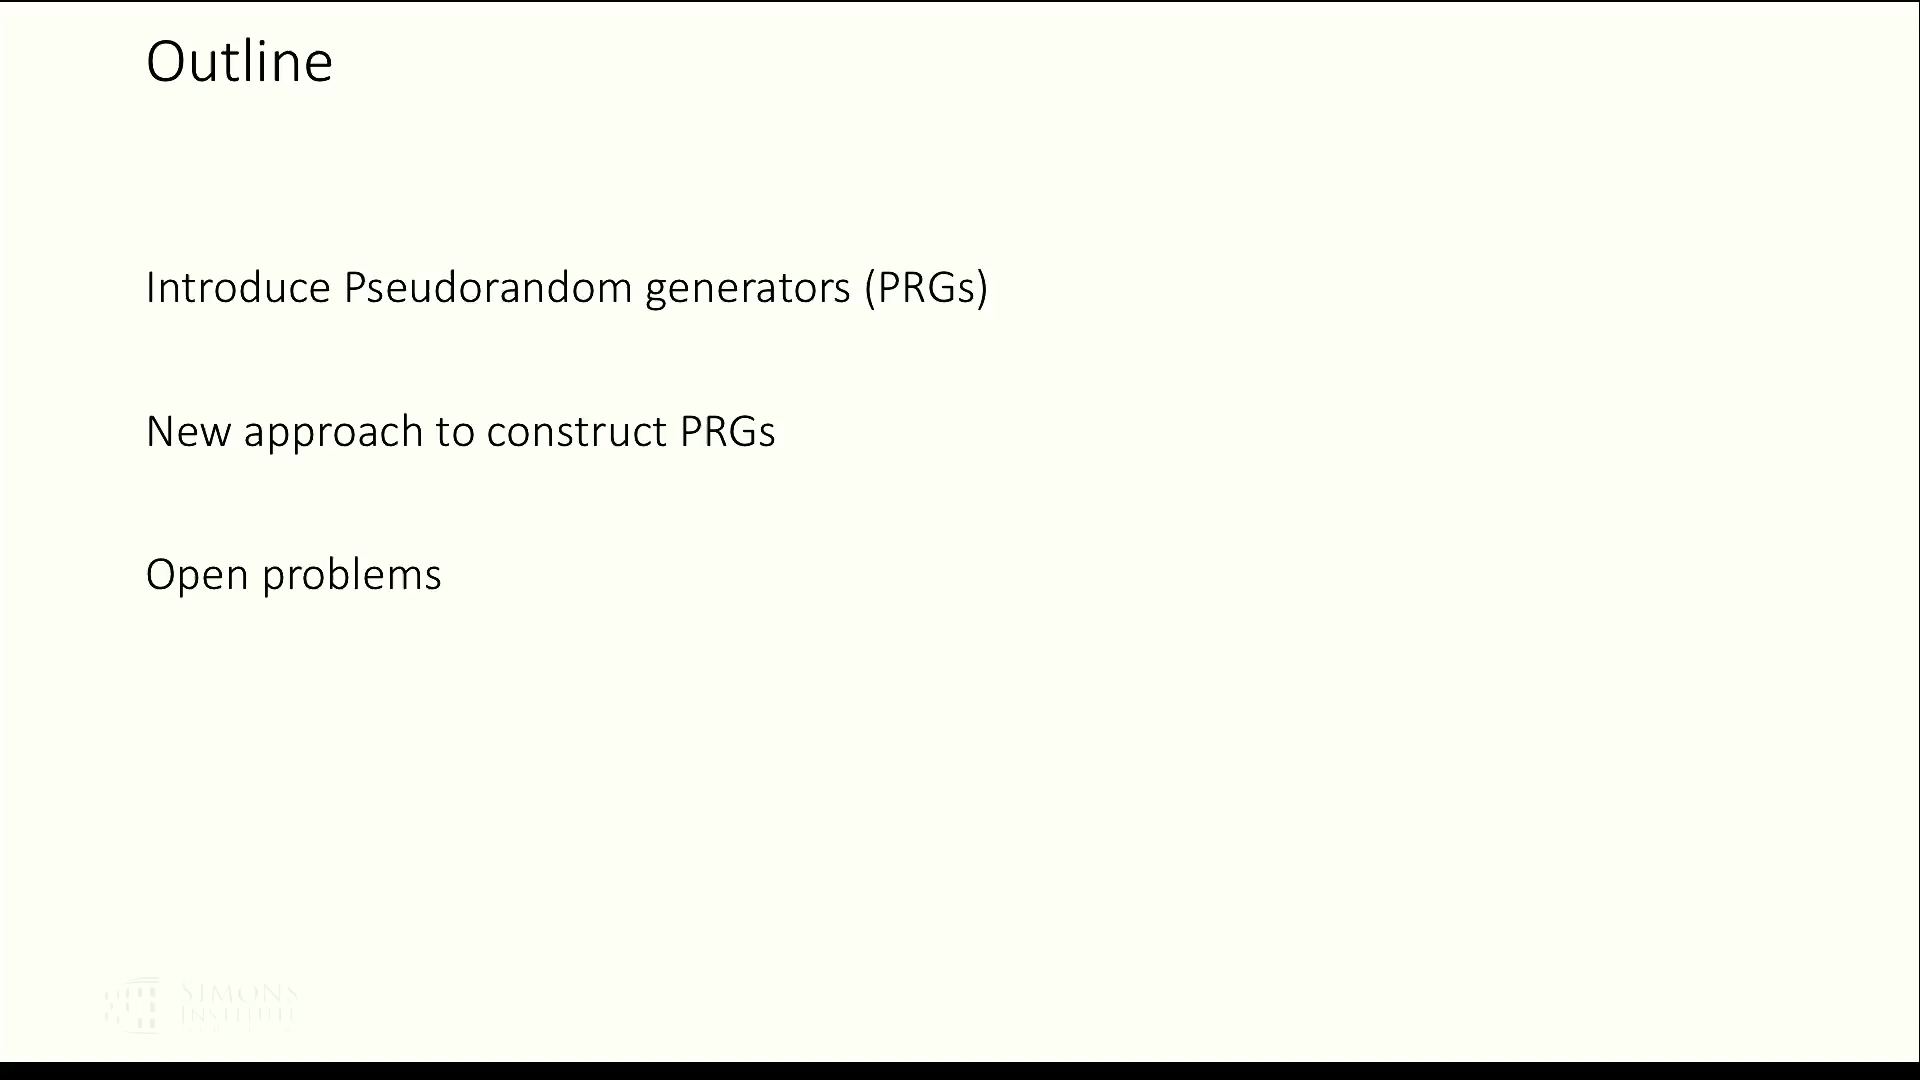 Outline
Introduce Pseudorandom generators (PRGs)
New approach to construct PRGs
Open problems
SIMONS
INSTITUTE